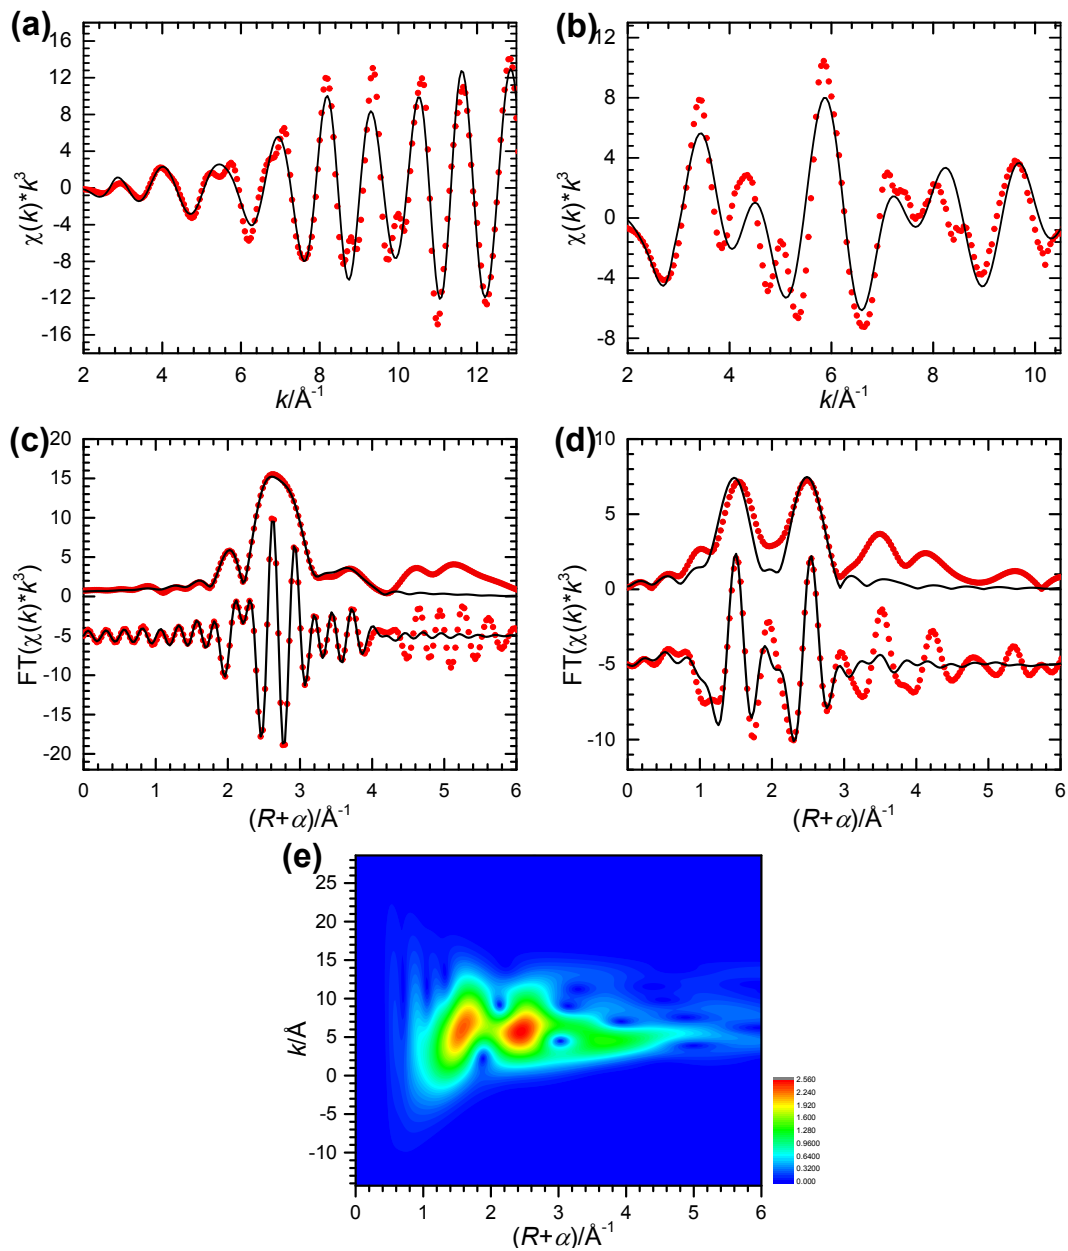 (a)
16
12
8
4
0
-4
-8
-12
-16
χ(k)*k³
2 4 6 8 10 12
k/Å⁻¹
(b)
12
8
4
0
-4
-8
χ(k)*k³
2 4 6 8 10
k/Å⁻¹
(c)
20
15
10
5
0
-5
-10
-15
-20
FT(χ(k)*k³)
0 1 2 3 4 5 6
(R+α)/Å⁻¹
(d)
10
5
0
-5
-10
FT(χ(k)*k³)
0 1 2 3 4 5 6
(R+α)/Å⁻¹
(e)
25
20
15
10
5
0
-5
-10
k/Å
0 1 2 3 4 5 6
(R+α)/Å⁻¹
2.560
2.240
1.920
1.600
1.280
0.9600
0.6400
0.3200
0.000